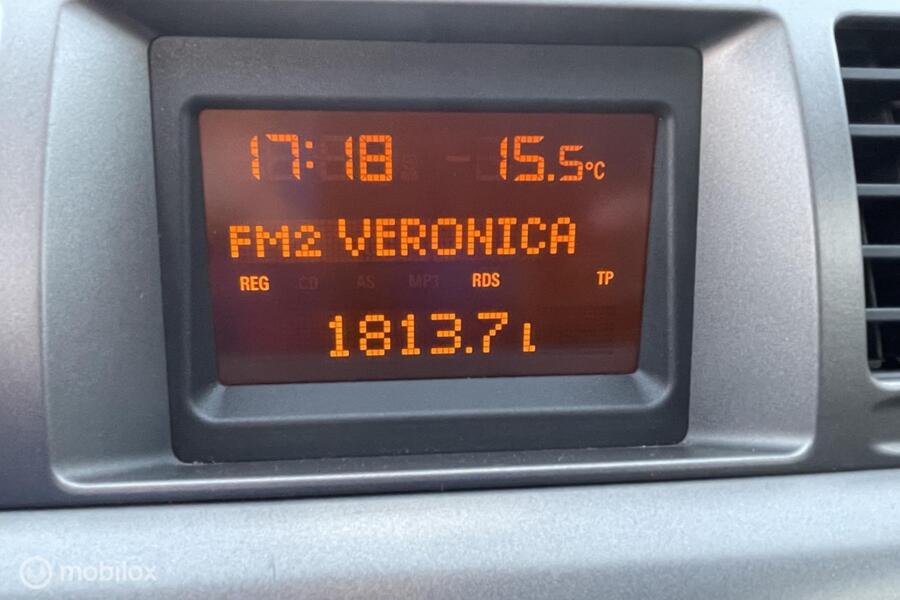 17:18 15.5°C
FM2 VERONICA
REG CD AS MP3 RDS TP
1813.7 l
mobilox